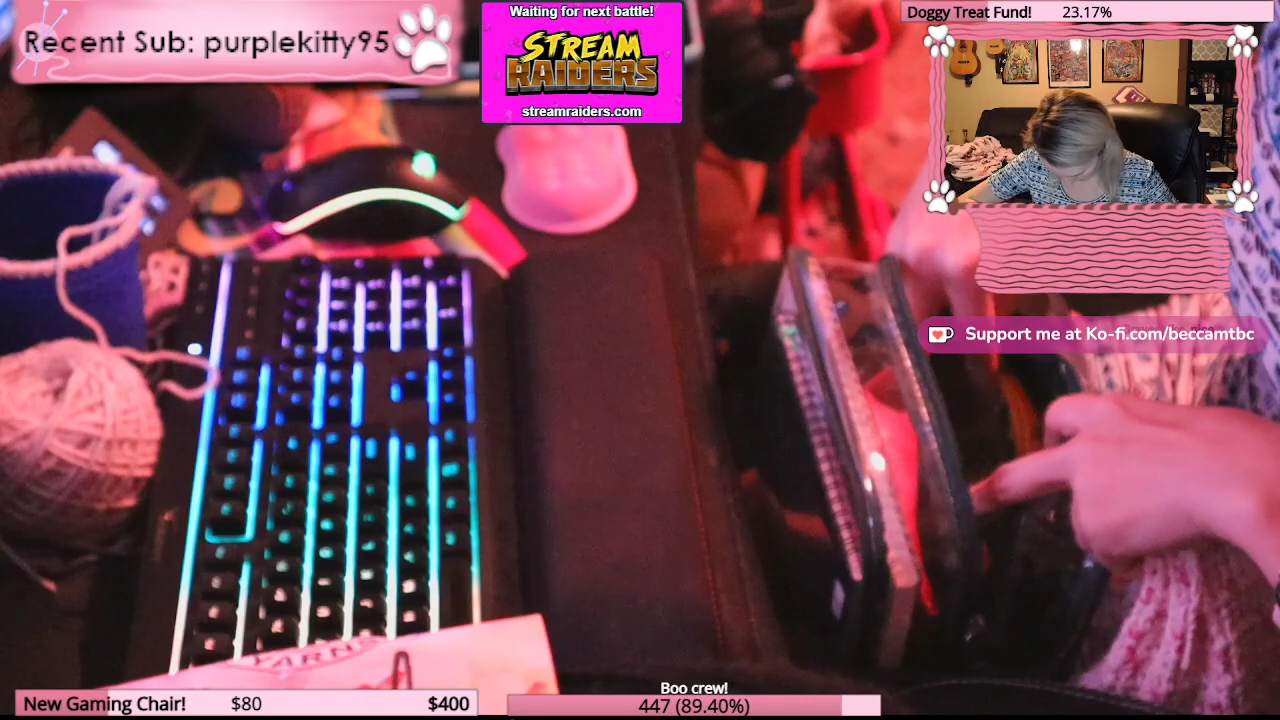 Recent Sub: purplekitty95
Waiting for next battle!
STREAM
RAIDERS
streamraiders.com
Doggy Treat Fund! 23.17%
Support me at Ko-fi.com/beccamtbc
YARNS
New Gaming Chair! $80 $400
Boo crew!
447 (89.40%)